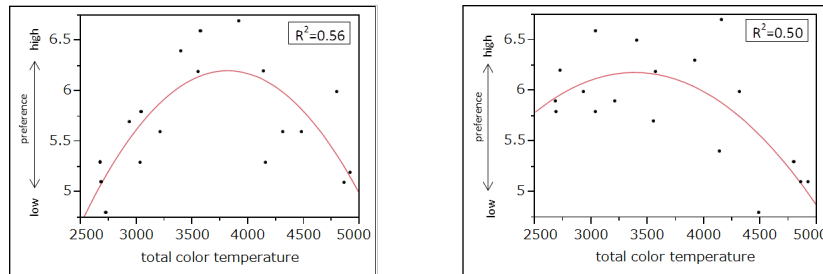 R²=0.56
high
preference
low
6.5
6
5.5
5
2500 3000 3500 4000 4500 5000
total color temperature
R²=0.50
high
preference
low
6.5
6
5.5
5
2500 3000 3500 4000 4500 5000
total color temperature